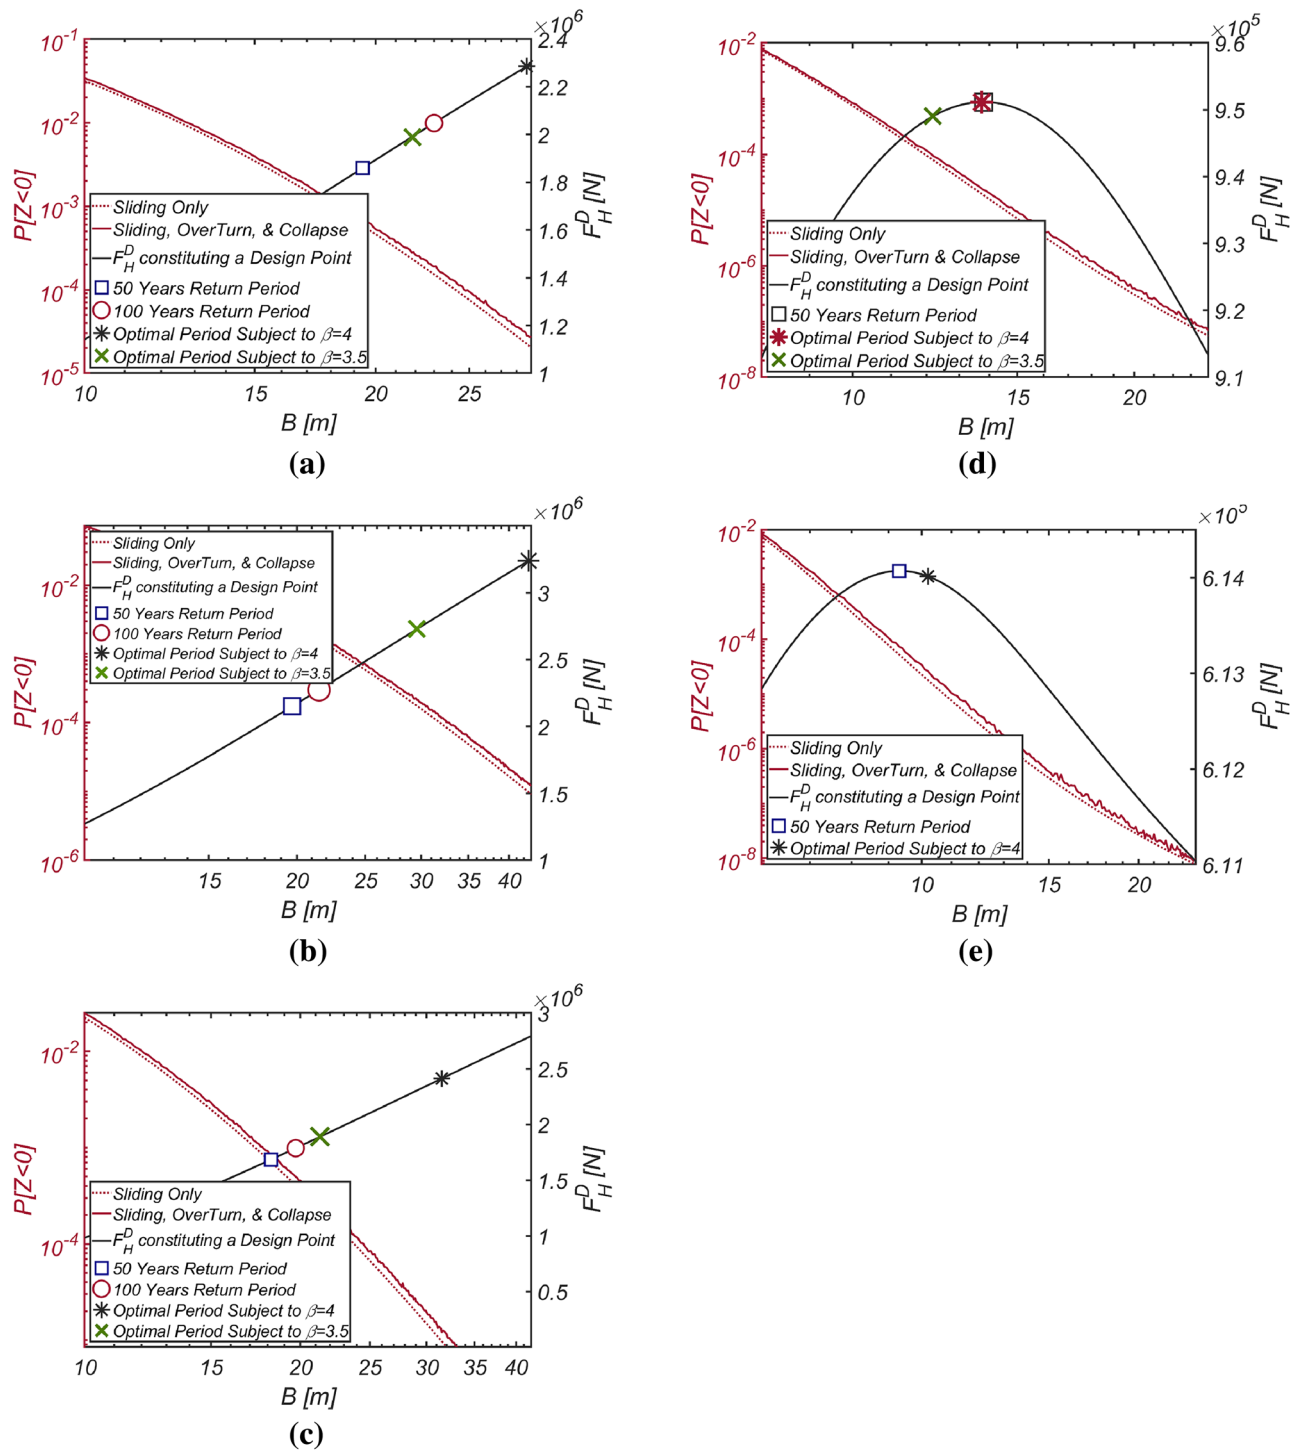 ×10^6
10^-1
10^-2
10^-3
10^-4
10^-5
P[Z<0]
2.4
2.2
2
1.8
1.6
1.4
1.2
1
F_H^D [N]
Sliding Only
Sliding, OverTurn, & Collapse
F_H^D constituting a Design Point
50 Years Return Period
100 Years Return Period
Optimal Period Subject to β=4
Optimal Period Subject to β=3.5
10 15 20 25
B [m]
(a)
×10^5
10^-2
10^-4
10^-6
10^-8
P[Z<0]
9.6
9.5
9.4
9.3
9.2
9.1
F_H^D [N]
Sliding Only
Sliding, OverTurn & Collapse
F_H^D constituting a Design Point
50 Years Return Period
Optimal Period Subject to β=4
Optimal Period Subject to β=3.5
10 15 20
B [m]
(d)
×10^6
10^-2
10^-4
10^-6
P[Z<0]
3
2.5
2
1.5
1
F_H^D [N]
Sliding Only
Sliding, OverTurn, & Collapse
F_H^D constituting a Design Point
50 Years Return Period
100 Years Return Period
Optimal Period Subject to β=4
Optimal Period Subject to β=3.5
15 20 25 30 35 40
B [m]
(b)
×10^5
10^-2
10^-4
10^-6
10^-8
P[Z<0]
6.14
6.13
6.12
6.11
F_H^D [N]
Sliding Only
Sliding, OverTurn, & Collapse
F_H^D constituting a Design Point
50 Years Return Period
Optimal Period Subject to β=4
10 15 20
B [m]
(e)
×10^6
10^-2
10^-4
P[Z<0]
3
2.5
2
1.5
1
0.5
F_H^D [N]
Sliding Only
Sliding, OverTurn, & Collapse
F_H^D constituting a Design Point
50 Years Return Period
100 Years Return Period
Optimal Period Subject to β=4
Optimal Period Subject to β=3.5
10 15 20 25 30 35 40
B [m]
(c)